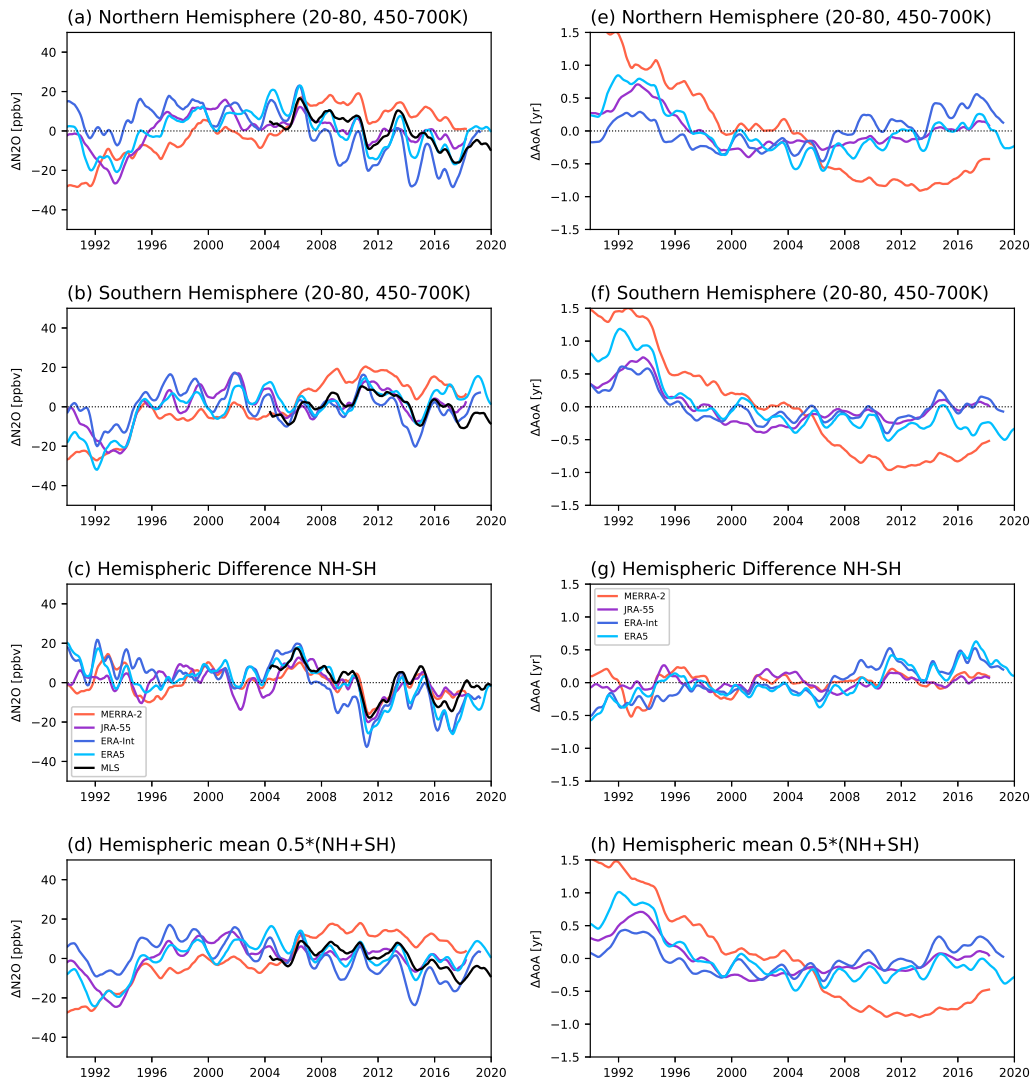 (a) Northern Hemisphere (20-80, 450-700K)
ΔN2O [ppbv]
40
20
0
−20
−40
1992 1996 2000 2004 2008 2012 2016 2020
(e) Northern Hemisphere (20-80, 450-700K)
ΔAoA [yr]
1.5
1.0
0.5
0.0
−0.5
−1.0
−1.5
1992 1996 2000 2004 2008 2012 2016 2020
(b) Southern Hemisphere (20-80, 450-700K)
ΔN2O [ppbv]
40
20
0
−20
−40
1992 1996 2000 2004 2008 2012 2016 2020
(f) Southern Hemisphere (20-80, 450-700K)
ΔAoA [yr]
1.5
1.0
0.5
0.0
−0.5
−1.0
−1.5
1992 1996 2000 2004 2008 2012 2016 2020
(c) Hemispheric Difference NH-SH
ΔN2O [ppbv]
40
20
0
−20
−40
MERRA-2
JRA-55
ERA-Int
ERA5
MLS
1992 1996 2000 2004 2008 2012 2016 2020
(g) Hemispheric Difference NH-SH
ΔAoA [yr]
1.5
1.0
0.5
0.0
−0.5
−1.0
−1.5
MERRA-2
JRA-55
ERA-Int
ERA5
1992 1996 2000 2004 2008 2012 2016 2020
(d) Hemispheric mean 0.5*(NH+SH)
ΔN2O [ppbv]
40
20
0
−20
−40
1992 1996 2000 2004 2008 2012 2016 2020
(h) Hemispheric mean 0.5*(NH+SH)
ΔAoA [yr]
1.5
1.0
0.5
0.0
−0.5
−1.0
−1.5
1992 1996 2000 2004 2008 2012 2016 2020